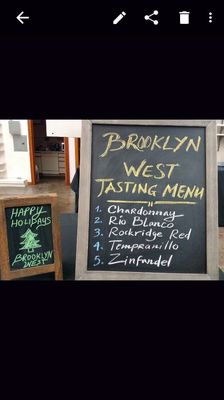 BROOKLYN
WEST
TASTING MENU
1. Chardonnay
2. Rio Blanco
3. Rockridge Red
4. Tempranillo
5. Zinfandel
HAPPY
HOLIDAYS
BROOKLYN
WEST